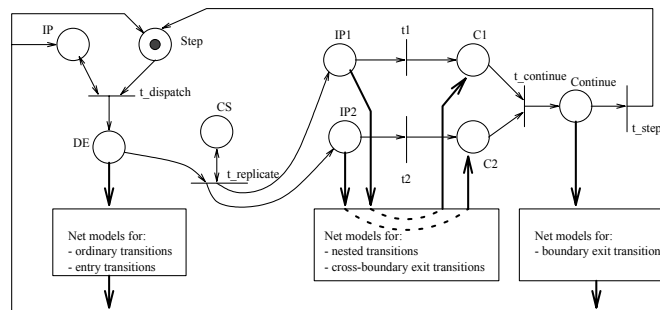 IP
Step
IP1
t1
C1
t_continue
Continue
t_dispatch
CS
IP2
t_step
DE
t_replicate
t2
C2
Net models for:
- ordinary transitions
- entry transitions
Net models for:
- nested transitions
- cross-boundary exit transitions
Net models for:
- boundary exit transitions